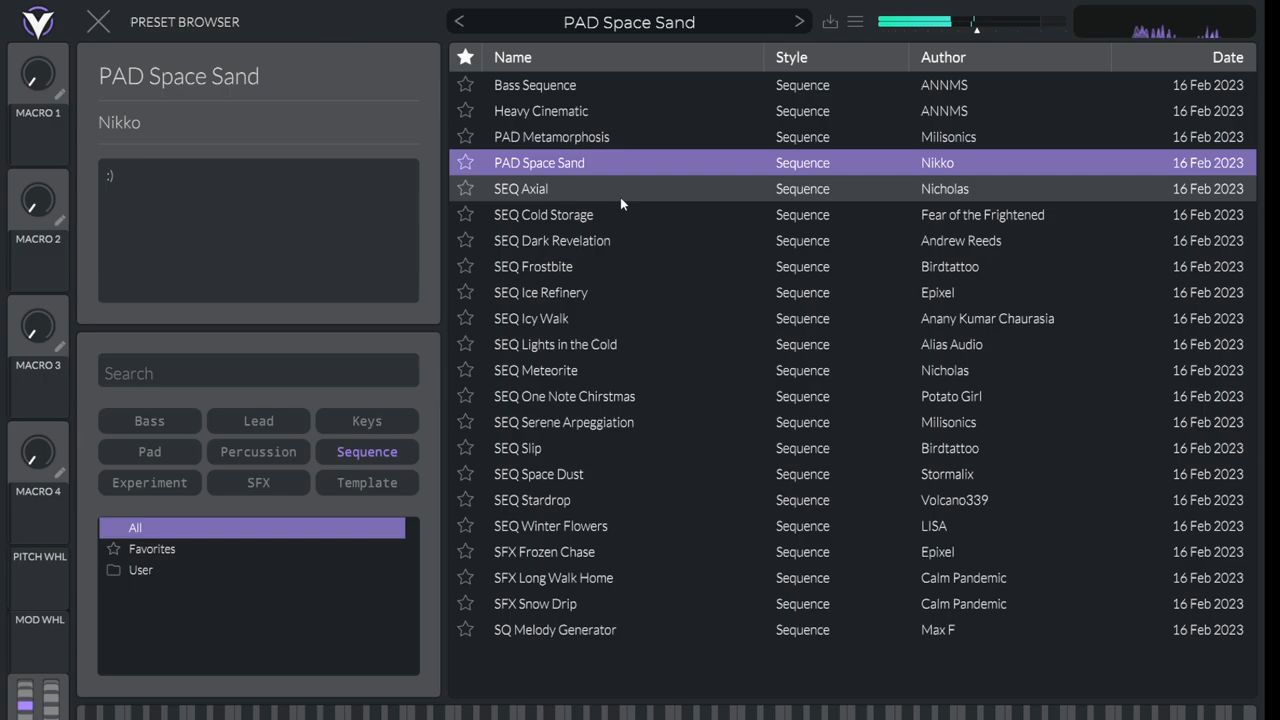 PRESET BROWSER
PAD Space Sand
PAD Space Sand
Nikko
:)
MACRO 1
MACRO 2
MACRO 3
MACRO 4
PITCH WHL
MOD WHL
Search
Bass Lead Keys
Pad Percussion Sequence
Experiment SFX Template
All
Favorites
User
Name Style Author Date
Bass Sequence Sequence ANNMS 16 Feb 2023
Heavy Cinematic Sequence ANNMS 16 Feb 2023
PAD Metamorphosis Sequence Milisonics 16 Feb 2023
PAD Space Sand Sequence Nikko 16 Feb 2023
SEQ Axial Sequence Nicholas 16 Feb 2023
SEQ Cold Storage Sequence Fear of the Frightened 16 Feb 2023
SEQ Dark Revelation Sequence Andrew Reeds 16 Feb 2023
SEQ Frostbite Sequence Birdtattoo 16 Feb 2023
SEQ Ice Refinery Sequence Epixel 16 Feb 2023
SEQ Icy Walk Sequence Anany Kumar Chaurasia 16 Feb 2023
SEQ Lights in the Cold Sequence Alias Audio 16 Feb 2023
SEQ Meteorite Sequence Nicholas 16 Feb 2023
SEQ One Note Chirstmas Sequence Potato Girl 16 Feb 2023
SEQ Serene Arpeggiation Sequence Milisonics 16 Feb 2023
SEQ Slip Sequence Birdtattoo 16 Feb 2023
SEQ Space Dust Sequence Stormalix 16 Feb 2023
SEQ Stardrop Sequence Volcano339 16 Feb 2023
SEQ Winter Flowers Sequence LISA 16 Feb 2023
SFX Frozen Chase Sequence Epixel 16 Feb 2023
SFX Long Walk Home Sequence Calm Pandemic 16 Feb 2023
SFX Snow Drip Sequence Calm Pandemic 16 Feb 2023
SQ Melody Generator Sequence Max F 16 Feb 2023